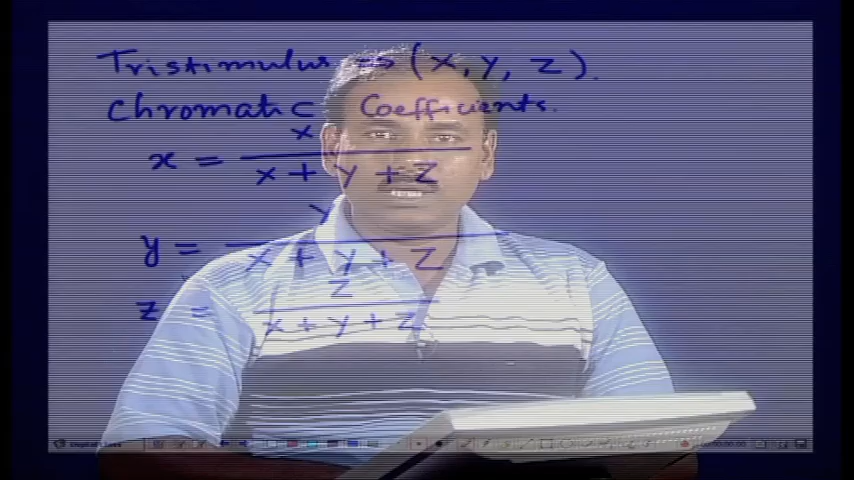 Tristimulus ⇒ (X, Y, Z).
Chromatic Coefficients.
x = X / X + Y + Z
y = Y / X + Y + Z
z = Z / X + Y + Z